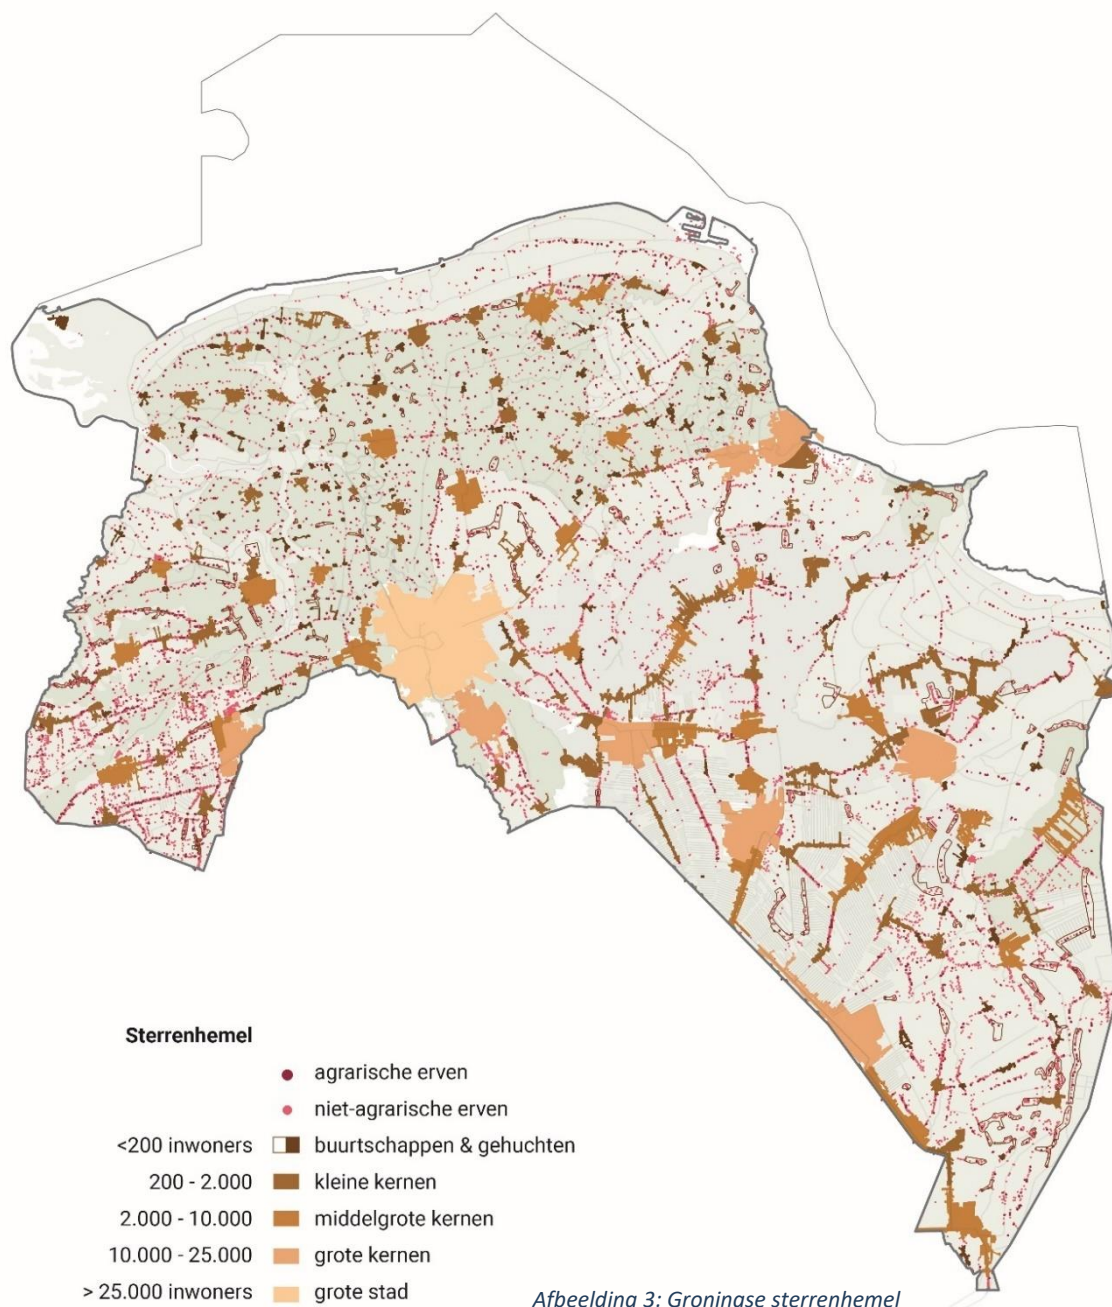 Sterrenhemel
agrarische erven
niet-agrarische erven
<200 inwoners buurtschappen & gehuchten
200 - 2.000 kleine kernen
2.000 - 10.000 middelgrote kernen
10.000 - 25.000 grote kernen
> 25.000 inwoners grote stad
Afbeelding 3: Groningse sterrenhemel